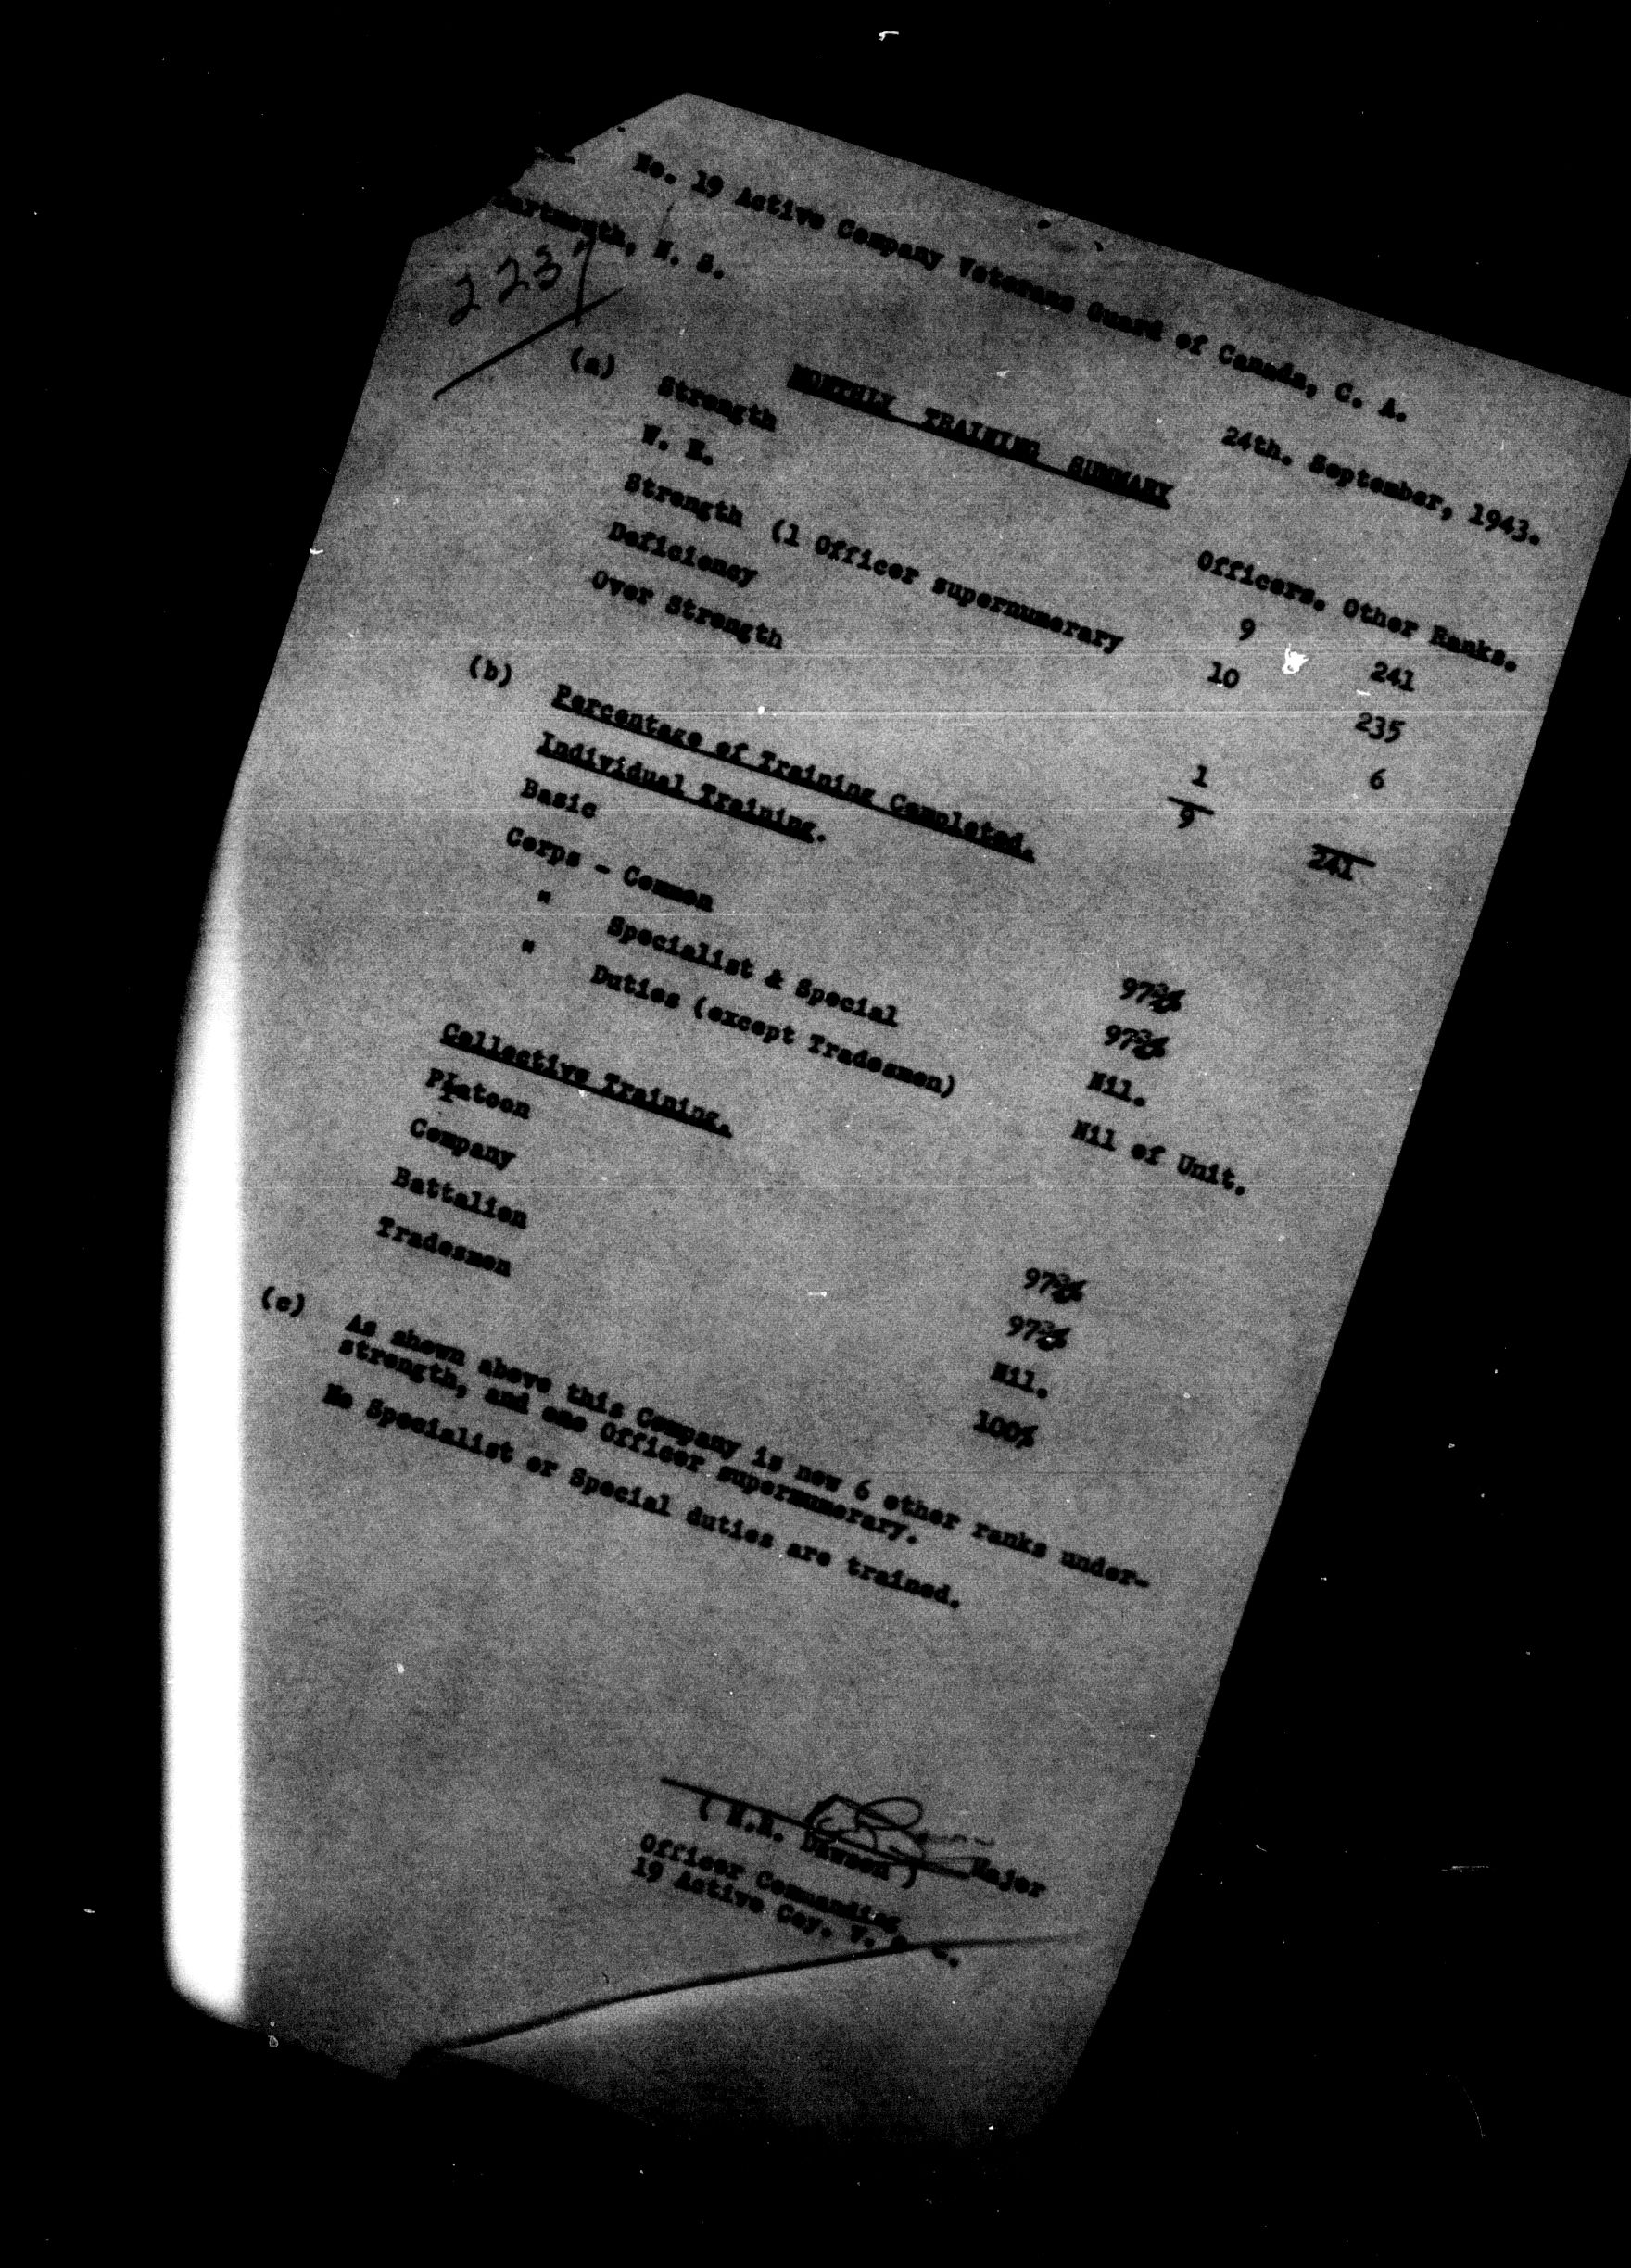 No. 19 Active Company Veterans Guard of Canada, C. A.
Dartmouth, N. S.
24th. September, 1943.
2237
MONTHLY TRAINING SUMMARY
(a) Strength Officers. Other Ranks.
W. E. 9 241
Strength (1 Officer supernumerary 10 235
Deficiency 6
Over Strength 1
9 241
(b) Percentage of Training Completed.
Individual Training.
Basic 97%
Corps - Common 97%
" Specialist & Special Nil.
" Duties (except Tradesmen) Nil of Unit.
Collective Training.
Platoon 97%
Company 97%
Battalion Nil.
Tradesmen 100%
(c) As shown above this Company is now 6 other ranks under-
strength, and one Officer supernumerary.
No Specialist or Special duties are trained.
Major
( Dawson )
Officer Commanding
19 Active Coy. V.